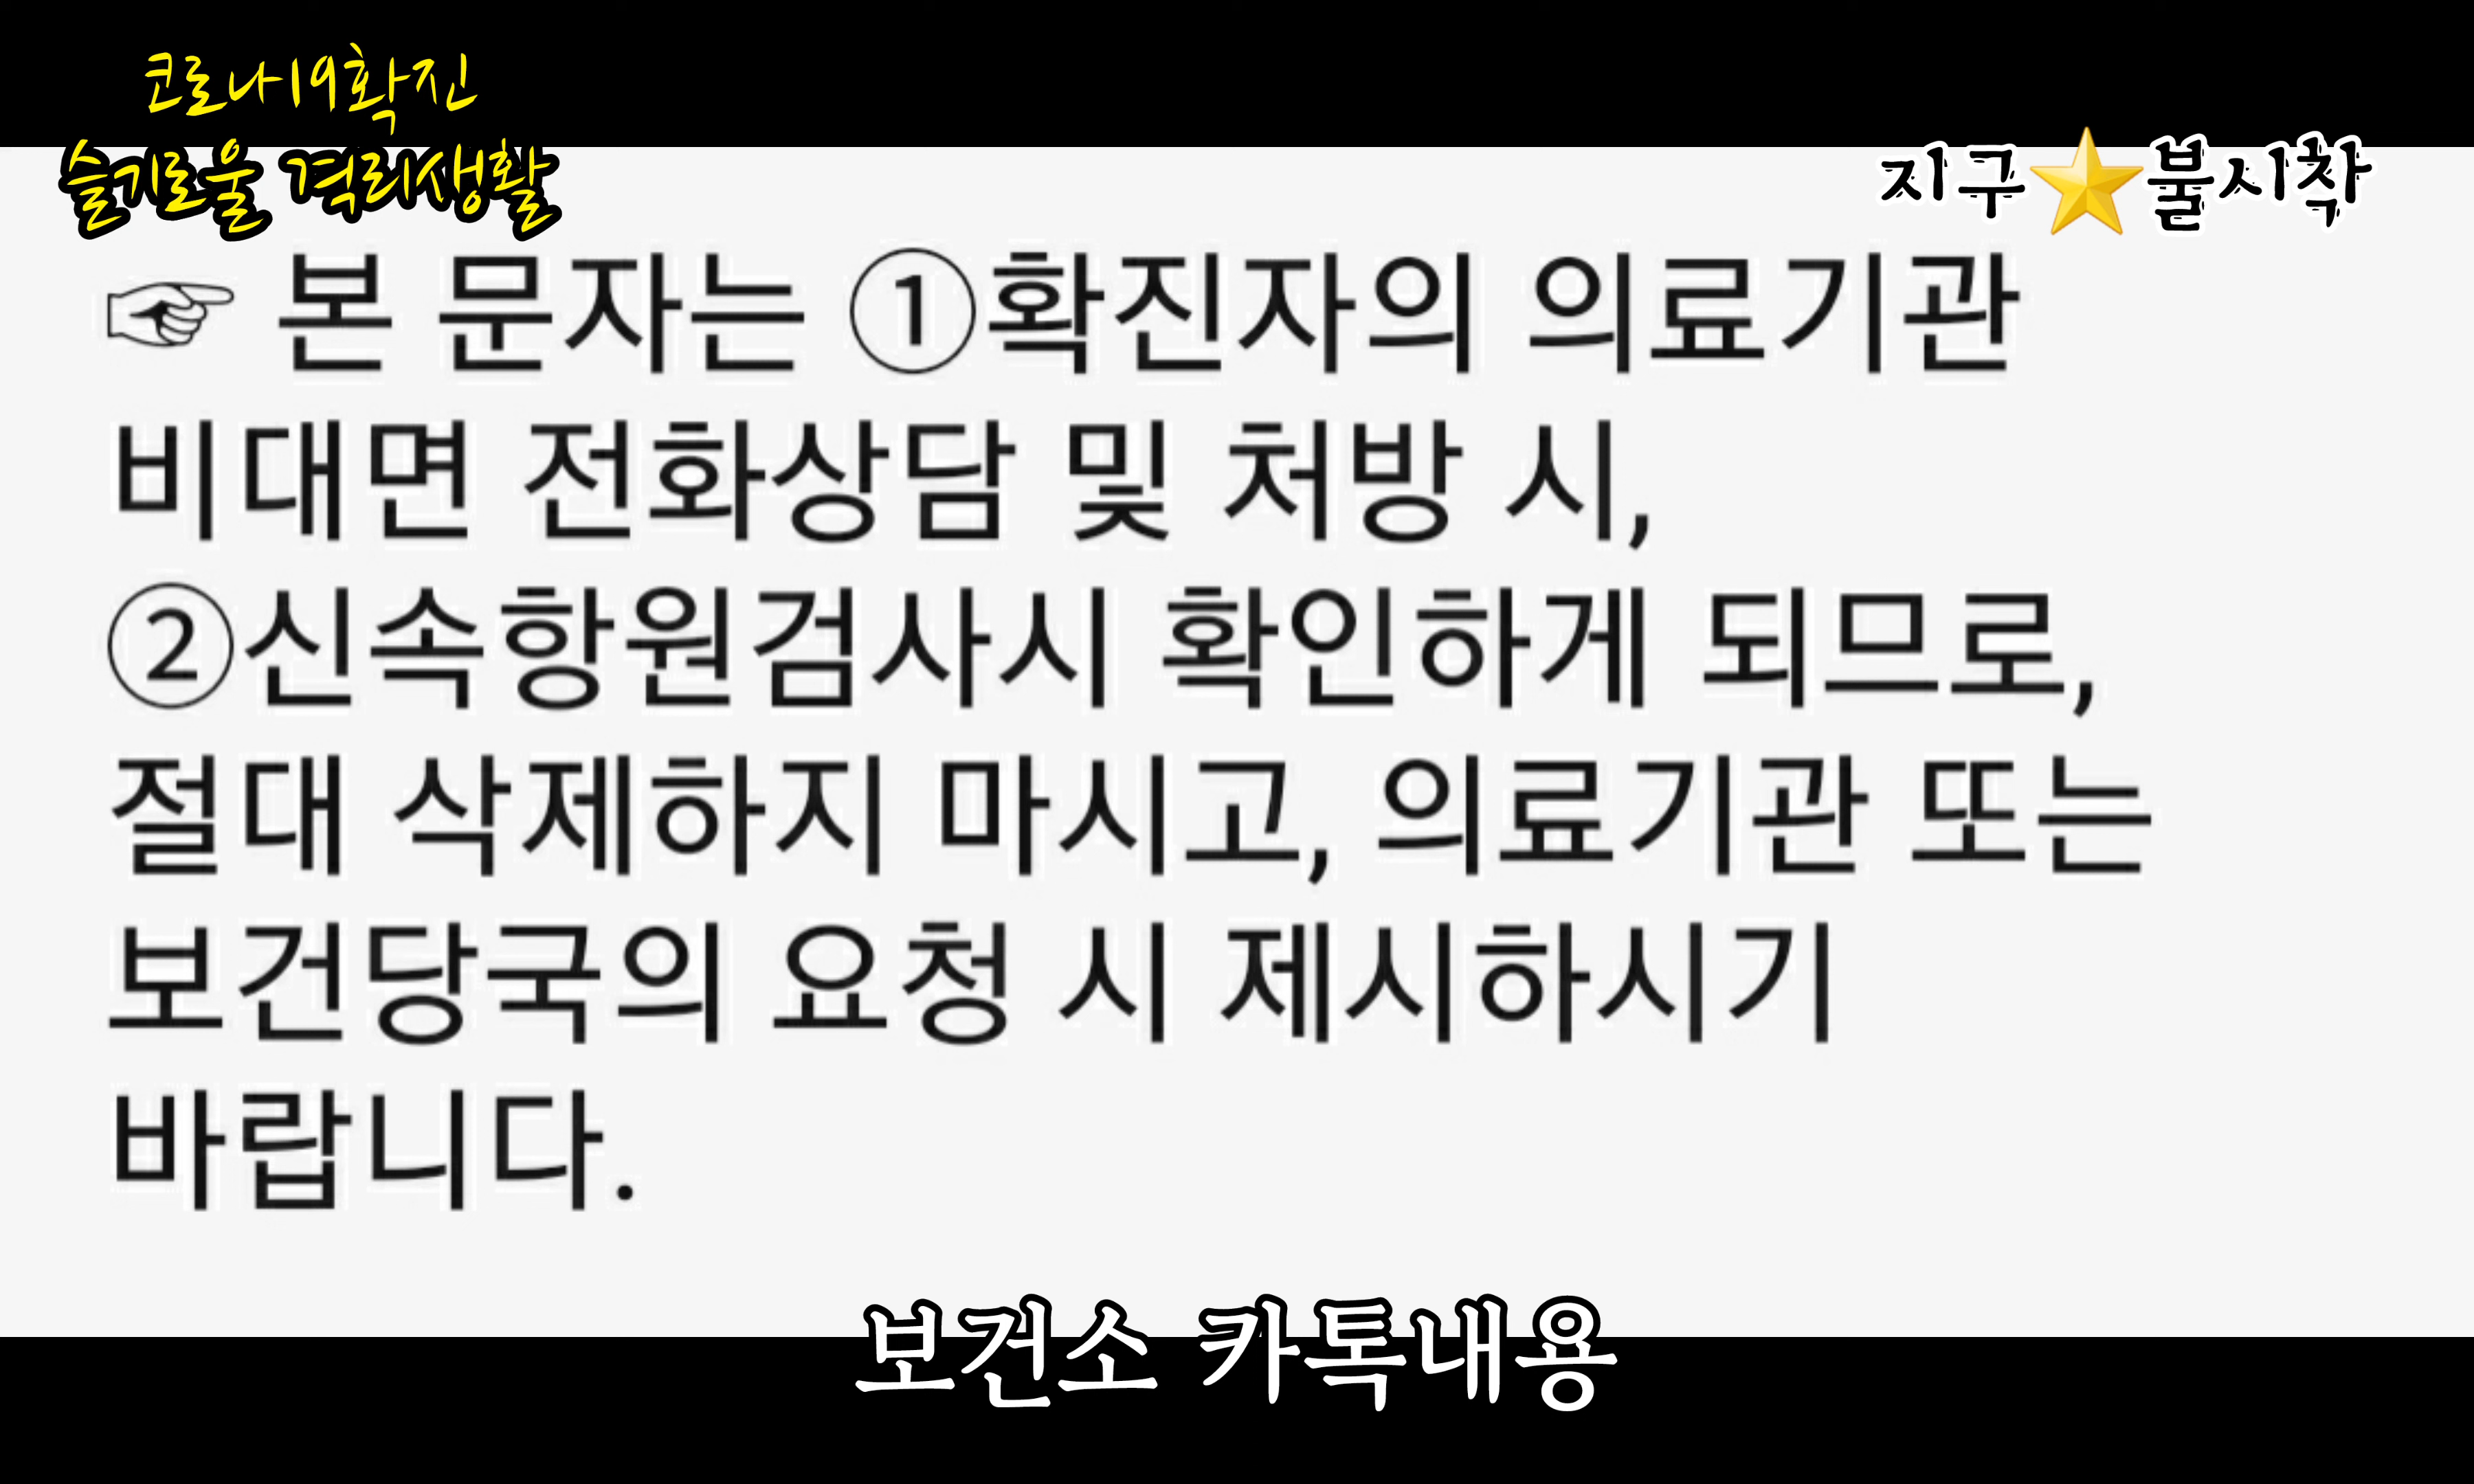 코로나19확진
슬기로울 격리생활
지구⭐불시착
☞ 본 문자는 ①확진자의 의료기관
비대면 전화상담 및 처방 시,
②신속항원검사시 확인하게 되므로,
절대 삭제하지 마시고, 의료기관 또는
보건당국의 요청 시 제시하시기
바랍니다.
보건소 카톡내용